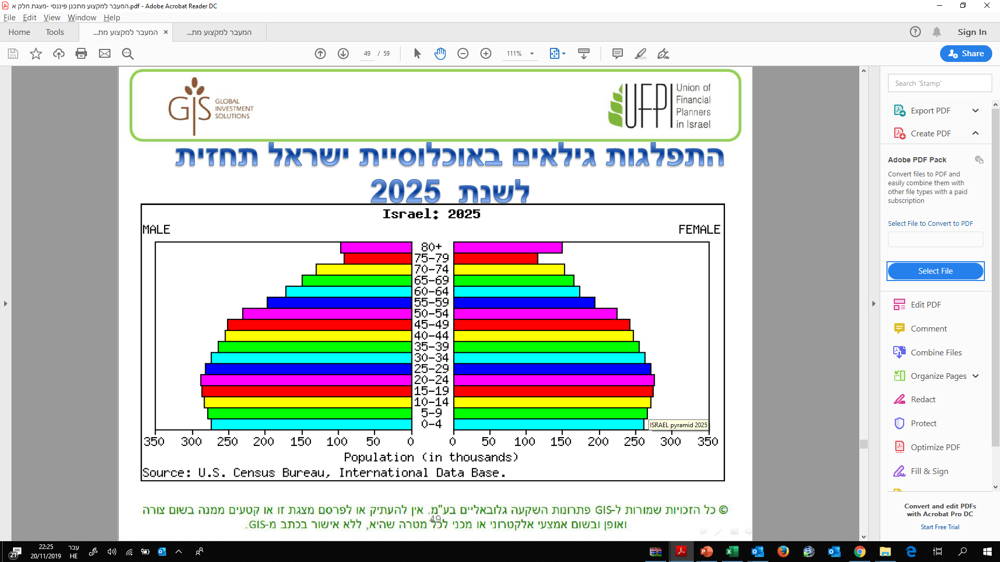 המעבר למקצוע מתכנן פיננסי -מצגת חלק א.pdf - Adobe Acrobat Reader DC
File Edit View Window Help
Home Tools המעבר למקצוע מת... המעבר למקצוע מת... Sign In
49 / 59 111% Share
GIS GLOBAL INVESTMENT SOLUTIONS
UFPI Union of
Financial
Planners
in Israel
התפלגות גילאים באוכלוסיית ישראל תחזית
לשנת 2025
Israel: 2025
MALE FEMALE
80+
75-79
70-74
65-69
60-64
55-59
50-54
45-49
40-44
35-39
30-34
25-29
20-24
15-19
10-14
5-9
0-4
ISRAEL pyramid 2025
350 300 250 200 150 100 50 0 0 50 100 150 200 250 300 350
Population (in thousands)
Source: U.S. Census Bureau, International Data Base.
© כל הזכויות שמורות ל-GIS פתרונות השקעה גלובאליים בע"מ. אין להעתיק או לפרסם מצגת זו או קטעים ממנה בשום צורה
ואופן ובשום אמצעי אלקטרוני או מכני לכל מטרה שהיא, ללא אישור בכתב מ-GIS.
49
Search 'Stamp'
Export PDF
Create PDF
Adobe PDF Pack
Convert files to PDF and
easily combine them with
other file types with a paid
subscription
Select File to Convert to PDF
Select File
Edit PDF
Comment
Combine Files
Organize Pages
Redact
Protect
Optimize PDF
Fill & Sign
Convert and edit PDFs
with Acrobat Pro DC
Start Free Trial
21
22:25
20/11/2019
עבר
HE